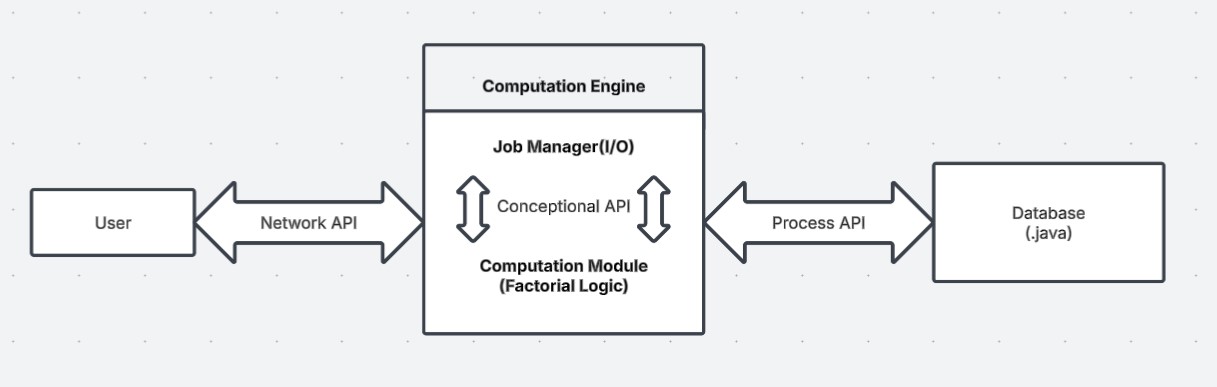 Computation Engine
Job Manager(I/O)
User
Network API
Conceptional API
Process API
Database
(.java)
Computation Module
(Factorial Logic)